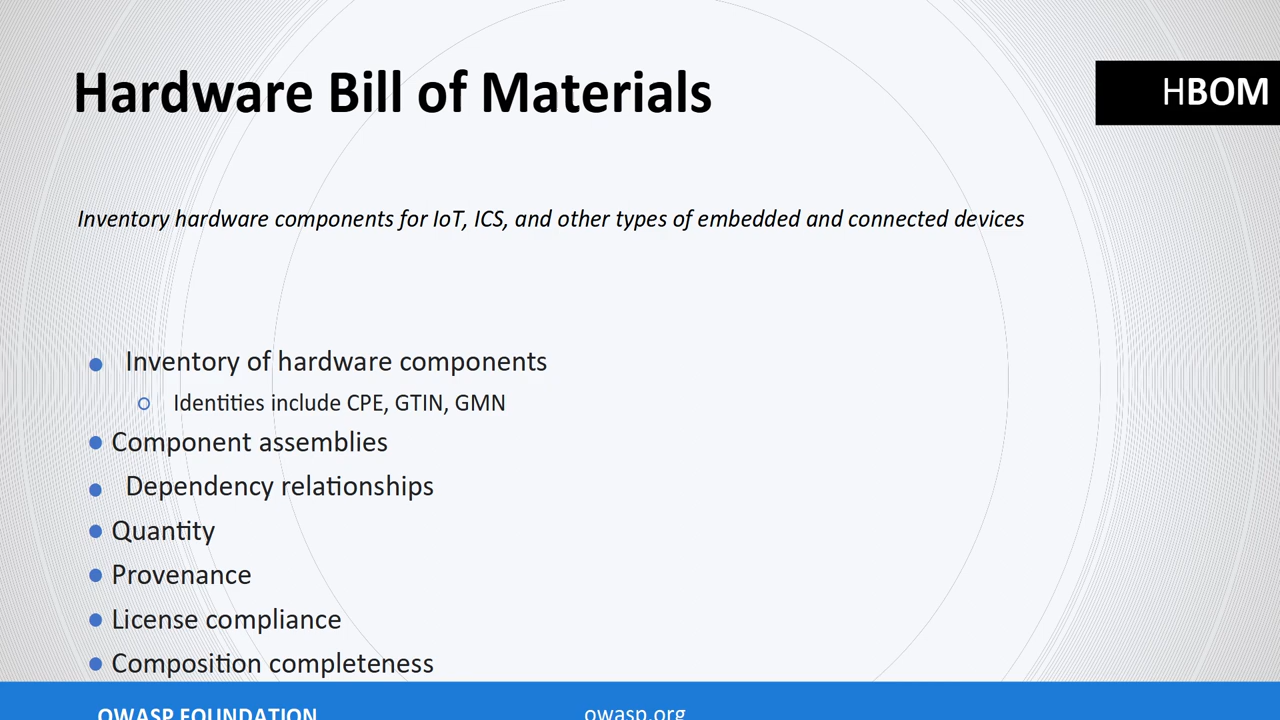 Hardware Bill of Materials
HBOM
Inventory hardware components for IoT, ICS, and other types of embedded and connected devices
Inventory of hardware components
Identities include CPE, GTIN, GMN
Component assemblies
Dependency relationships
Quantity
Provenance
License compliance
Composition completeness
OWASP FOUNDATION
owasp.org